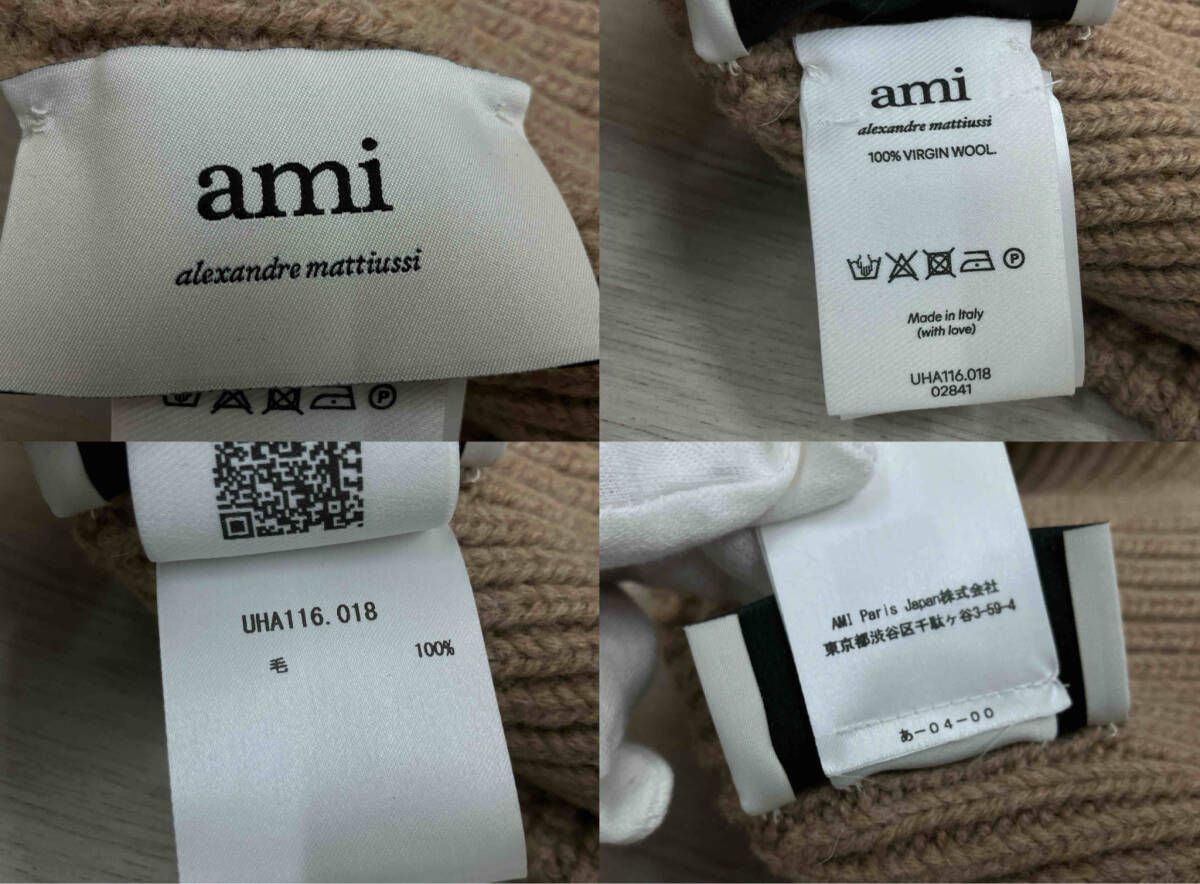 ami
alexandre mattiussi
P
ami
alexandre mattiussi
100% VIRGIN WOOL.
P
Made in Italy
(with love)
UHA116.018
02841
UHA116.018
毛 100%
AMI Paris Japan株式会社
東京都渋谷区千駄ヶ谷3-59-4
あ-04-00